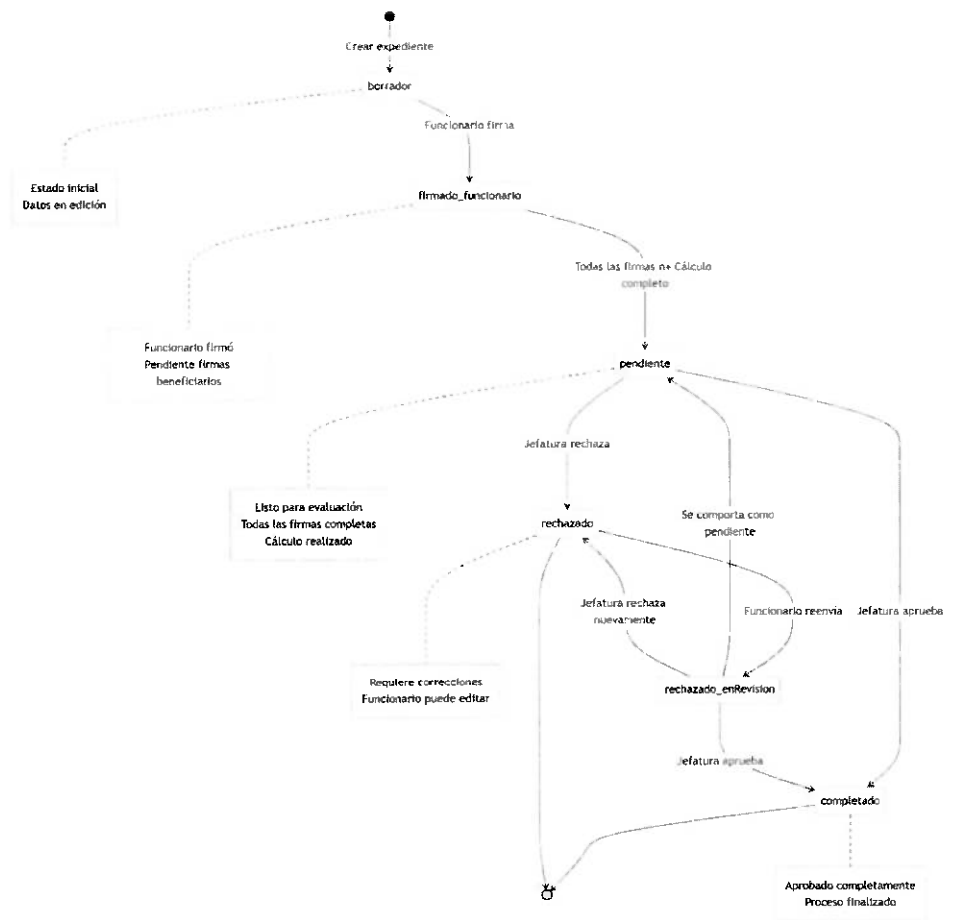 Crear expediente
borrador
Funcionario firma
Estado inicial
Datos en edición
firmado_funcionario
Todas las firmas n+ Cálculo
completo
Funcionario firmó
Pendiente firmas
beneficiarios
pendiente
Jefatura rechaza
Listo para evaluación
Todas las firmas completas
Cálculo realizado
Se comporta como
pendiente
rechazado
Jefatura rechaza
nuevamente
Funcionario reenvía
Jefatura aprueba
Requiere correcciones
Funcionario puede editar
rechazado_enRevision
Jefatura aprueba
completado
Aprobado completamente
Proceso finalizado